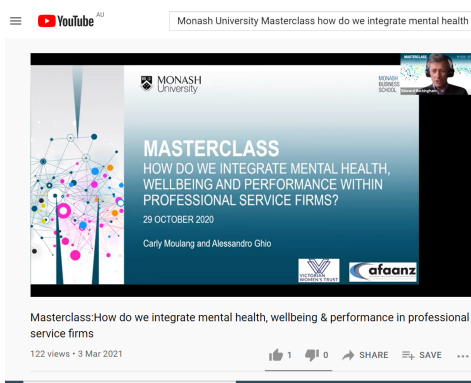 YouTube AU
Monash University Masterclass how do we integrate mental health
MONASH
University
MONASH
BUSINESS
SCHOOL
MASTERCLASS
MASTERCLASS
HOW DO WE INTEGRATE MENTAL HEALTH,
WELLBEING AND PERFORMANCE WITHIN
PROFESSIONAL SERVICE FIRMS?
29 OCTOBER 2020
Carly Moulang and Alessandro Ghio
VICTORIAN
WOMEN'S TRUST
afaanz
Masterclass:How do we integrate mental health, wellbeing & performance in professional
service firms
122 views • 3 Mar 2021
1 0 SHARE SAVE